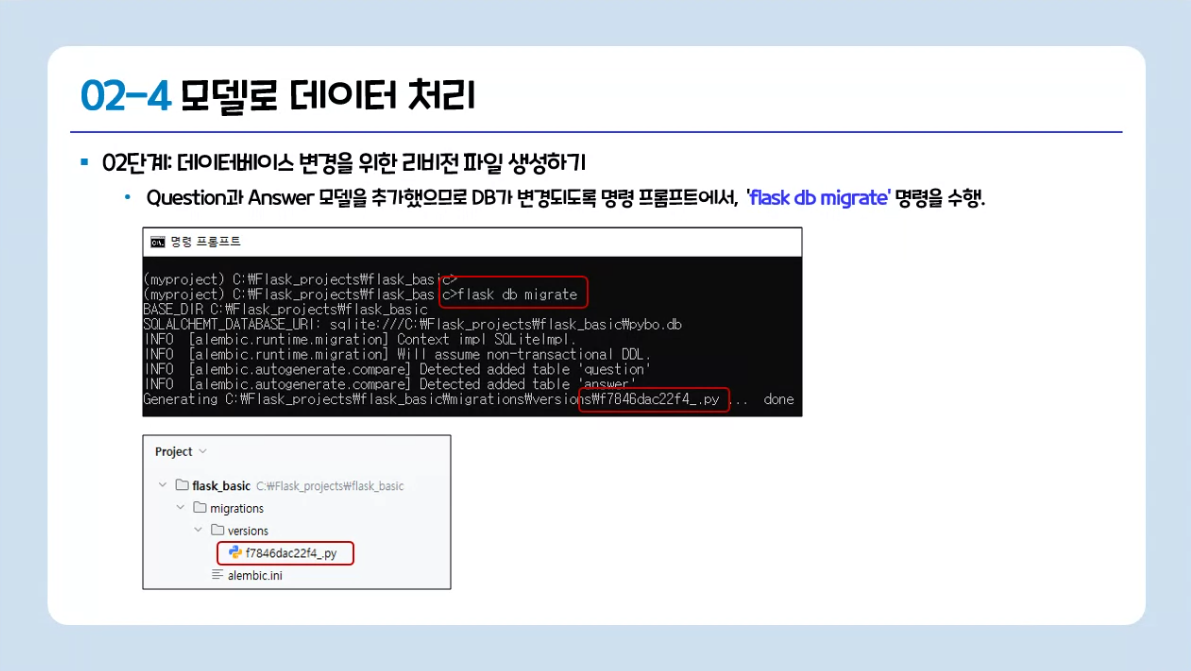 02-4 모델로 데이터 처리
02단계: 데이터베이스 변경을 위한 리비전 파일 생성하기
Question과 Answer 모델을 추가했으므로 DB가 변경되도록 명령 프롬프트에서, 'flask db migrate' 명령을 수행.
명령 프롬프트
(myproject) C:₩Flask_projects₩flask_basic>
(myproject) C:₩Flask_projects₩flask_basic>flask db migrate
BASE_DIR C:₩Flask_projects₩flask_basic
SQLALCHEMT_DATABASE_URI: sqlite:///C:₩Flask_projects₩flask_basic₩pybo.db
INFO  [alembic.runtime.migration] Context impl SQLiteImpl.
INFO  [alembic.runtime.migration] Will assume non-transactional DDL.
INFO  [alembic.autogenerate.compare] Detected added table 'question'
INFO  [alembic.autogenerate.compare] Detected added table 'answer'
Generating C:₩Flask_projects₩flask_basic₩migrations₩versions₩f7846dac22f4_.py ...  done
Project
flask_basic C:₩Flask_projects₩flask_basic
migrations
versions
f7846dac22f4_.py
alembic.ini